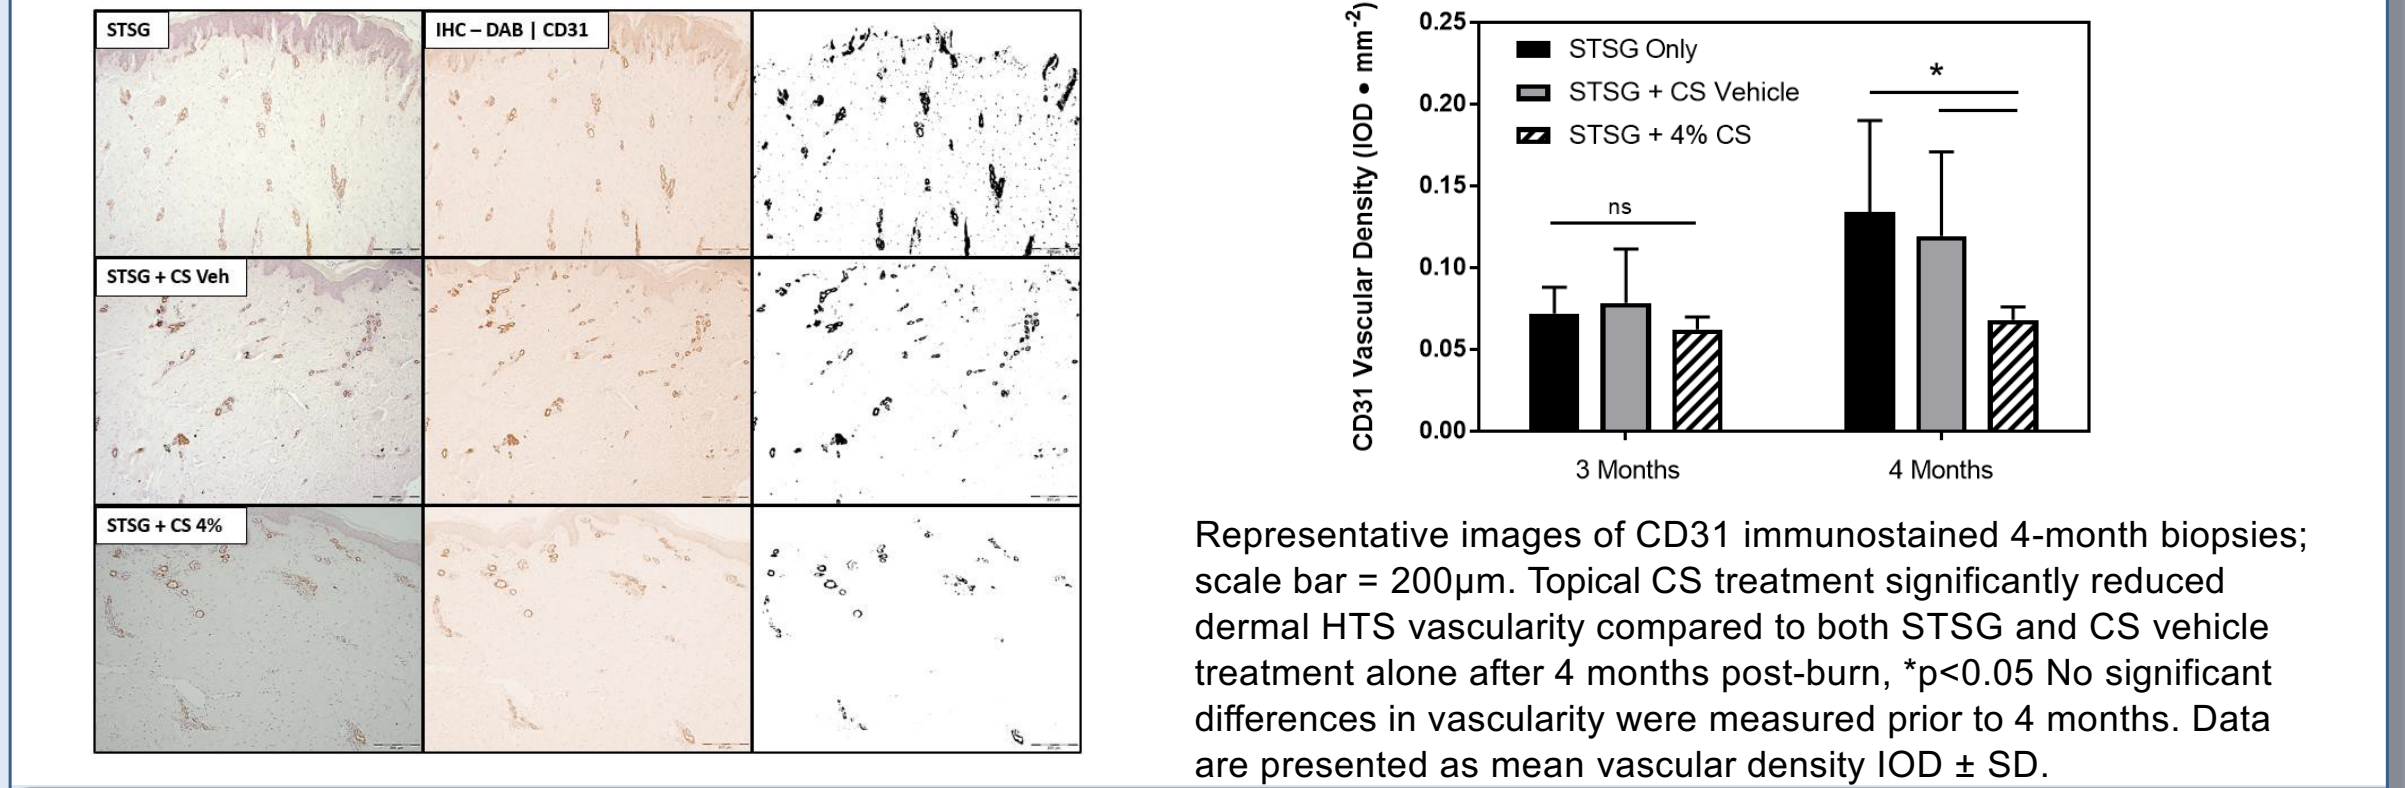 STSG
IHC – DAB | CD31
STSG + CS Veh
STSG + CS 4%
CD31 Vascular Density (IOD • mm⁻²)
0.25
0.20
0.15
0.10
0.05
0.00
STSG Only
STSG + CS Vehicle
STSG + 4% CS
ns
*
3 Months
4 Months
Representative images of CD31 immunostained 4-month biopsies;
scale bar = 200µm. Topical CS treatment significantly reduced
dermal HTS vascularity compared to both STSG and CS vehicle
treatment alone after 4 months post-burn, *p<0.05 No significant
differences in vascularity were measured prior to 4 months. Data
are presented as mean vascular density IOD ± SD.